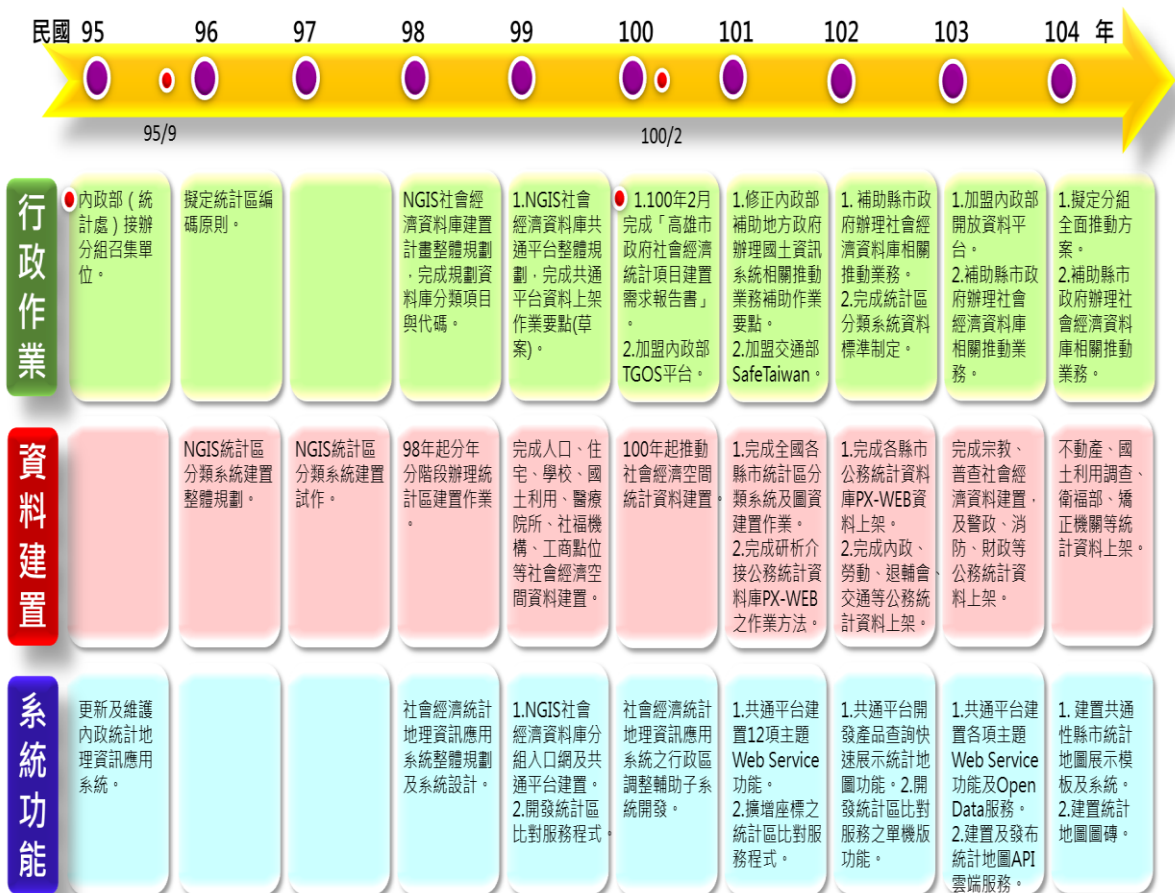 民國 95 96 97 98 99 100 101 102 103 104 年
95/9 100/2
行政作業
內政部（統
計處）接辦
分組召集單
位。
擬定統計區編
碼原則。
NGIS社會經
濟資料庫建置
計畫整體規劃
，完成規劃資
料庫分類項目
與代碼。
1.NGIS社會
經濟資料庫共
通平台整體規
劃，完成共通
平台資料上架
作業要點(草
案)。
1.100年2月
完成「高雄市
政府社會經濟
統計項目建置
需求報告書」
。
2.加盟內政部
TGOS平台。
1.修正內政部
補助地方政府
辦理國土資訊
系統相關推動
業務補助作業
要點。
2.加盟交通部
SafeTaiwan。
1. 補助縣市政
府辦理社會經
濟資料庫相關
推動業務。
2.完成統計區
分類系統資料
標準制定。
1.加盟內政部
開放資料平
台。
2.補助縣市政
府辦理社會
經濟資料庫
相關推動業
務。
1.擬定分組
全面推動方
案。
2.補助縣市
政府辦理社
會經濟資料
庫相關推動
業務。
資料建置
NGIS統計區
分類系統建置
整體規劃。
NGIS統計區
分類系統建置
試作。
98年起分年
分階段辦理統
計區建置作業
。
完成人口、住
宅、學校、國
土利用、醫療
院所、社福機
構、工商點位
等社會經濟空
間資料建置。
100年起推動
社會經濟空間
統計資料建置。
1.完成全國各
縣市統計區分
類系統及圖資
建置作業。
2.完成研析介
接公務統計資
料庫PX-WEB
之作業方法。
1.完成各縣市
公務統計資料
庫PX-WEB資
料上架。
2.完成內政、
勞動、退輔會、
交通等公務統
計資料上架。
完成宗教、
普查社會經
濟資料建置，
及警政、消
防、財政等
公務統計資
料上架。
不動產、國
土利用調查、
衛福部、矯
正機關等統
計資料上架。
系統功能
更新及維護
內政統計地
理資訊應用
系統。
社會經濟統計
地理資訊應用
系統整體規劃
及系統設計。
1.NGIS社會
經濟資料庫分
組入口網及共
通平台建置。
2.開發統計區
比對服務程式。
社會經濟統計
地理資訊應用
系統之行政區
調整輔助子系
統開發。
1.共通平台建
置12項主題
Web Service
功能。
2.擴增座標之
統計區比對服
務程式。
1.共通平台開
發產品查詢快
速展示統計地
圖功能。2.開
發統計區比對
服務之單機版
功能。
1.共通平台建
置各項主題
Web Service
功能及Open
Data服務。
2.建置及發布
統計地圖API
雲端服務。
1. 建置共通
性縣市統計
地圖展示模
板及系統。
2.建置統計
地圖圖磚。